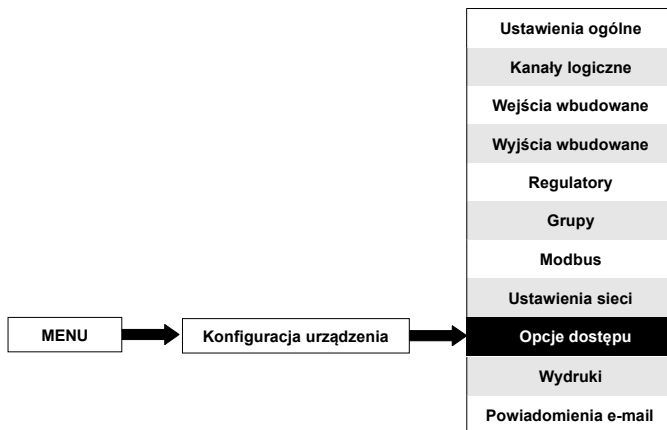 Ustawienia ogólne
Kanały logiczne
Wejścia wbudowane
Wyjścia wbudowane
Regulatory
Grupy
Modbus
Ustawienia sieci
MENU
Konfiguracja urządzenia
Opcje dostępu
Wydruki
Powiadomienia e-mail